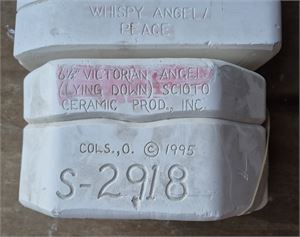 WHISPY ANGEL/
PEACE
6½" VICTORIAN ANGEL
(LYING DOWN) SCIOTO
CERAMIC PROD., INC.
COLS., O. © 1995
S-2918